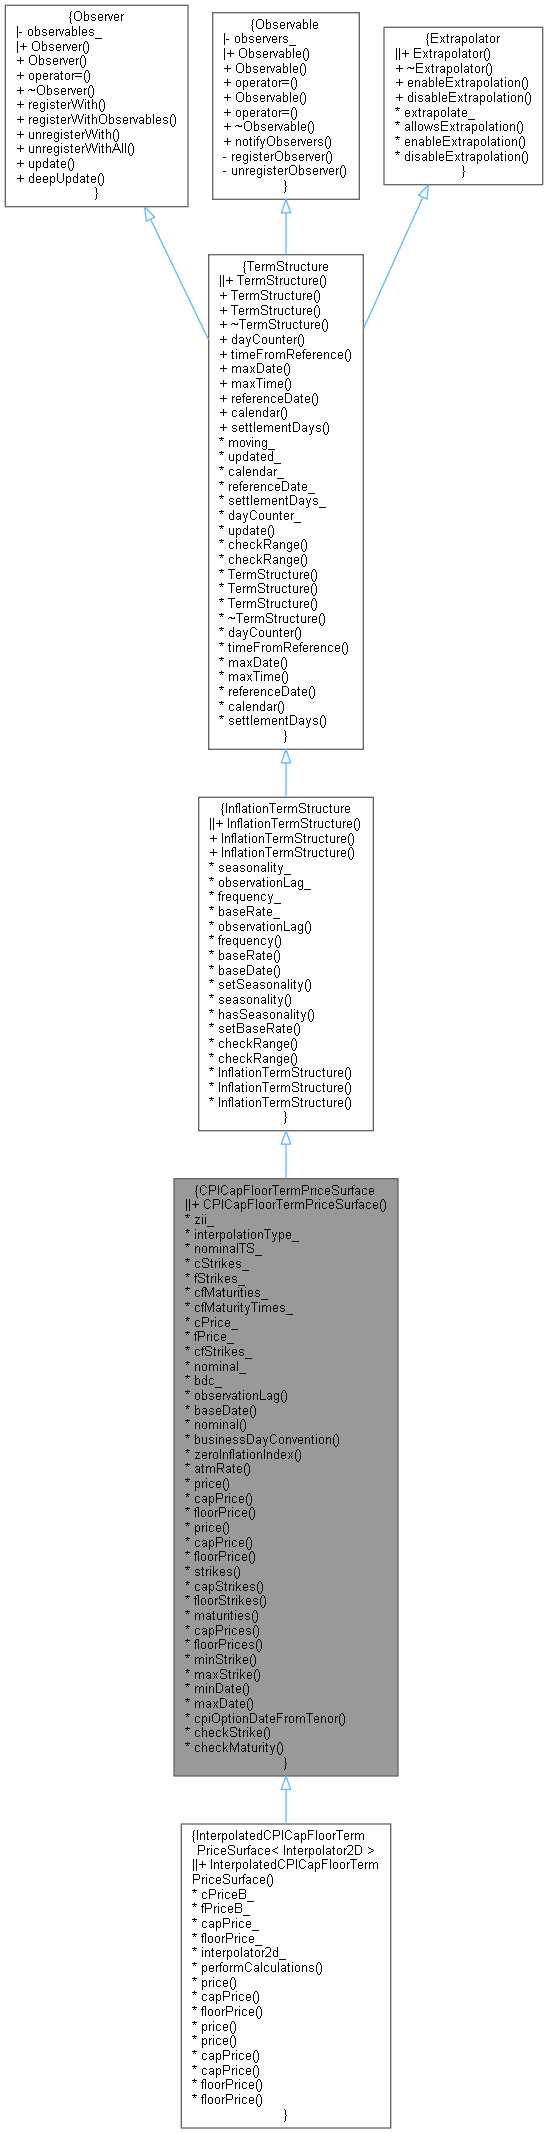 {Observer
|- observables_
|+ Observer()
+ Observer()
+ operator=()
+ ~Observer()
+ registerWith()
+ registerWithObservables()
+ unregisterWith()
+ unregisterWithAll()
+ update()
+ deepUpdate()
}
{Observable
|- observers_
|+ Observable()
+ Observable()
+ operator=()
+ Observable()
+ operator=()
+ ~Observable()
+ notifyObservers()
- registerObserver()
- unregisterObserver()
}
{Extrapolator
||+ Extrapolator()
+ ~Extrapolator()
+ enableExtrapolation()
+ disableExtrapolation()
* extrapolate_
* allowsExtrapolation()
* enableExtrapolation()
* disableExtrapolation()
}
{TermStructure
||+ TermStructure()
+ TermStructure()
+ TermStructure()
+ ~TermStructure()
+ dayCounter()
+ timeFromReference()
+ maxDate()
+ maxTime()
+ referenceDate()
+ calendar()
+ settlementDays()
* moving_
* updated_
* calendar_
* referenceDate_
* settlementDays_
* dayCounter_
* update()
* checkRange()
* checkRange()
* TermStructure()
* TermStructure()
* TermStructure()
* ~TermStructure()
* dayCounter()
* timeFromReference()
* maxDate()
* maxTime()
* referenceDate()
* calendar()
* settlementDays()
}
{InflationTermStructure
||+ InflationTermStructure()
+ InflationTermStructure()
+ InflationTermStructure()
* seasonality_
* observationLag_
* frequency_
* baseRate_
* observationLag()
* frequency()
* baseRate()
* baseDate()
* setSeasonality()
* seasonality()
* hasSeasonality()
* setBaseRate()
* checkRange()
* checkRange()
* InflationTermStructure()
* InflationTermStructure()
* InflationTermStructure()
}
{CPICapFloorTermPriceSurface
||+ CPICapFloorTermPriceSurface()
* zii_
* interpolationType_
* nominalTS_
* cStrikes_
* fStrikes_
* cfMaturities_
* cfMaturityTimes_
* cPrice_
* fPrice_
* cfStrikes_
* nominal_
* bdc_
* observationLag()
* baseDate()
* nominal()
* businessDayConvention()
* zeroInflationIndex()
* atmRate()
* price()
* capPrice()
* floorPrice()
* price()
* capPrice()
* floorPrice()
* strikes()
* capStrikes()
* floorStrikes()
* maturities()
* capPrices()
* floorPrices()
* minStrike()
* maxStrike()
* minDate()
* maxDate()
* cpiOptionDateFromTenor()
* checkStrike()
* checkMaturity()
}
{InterpolatedCPICapFloorTerm
PriceSurface< Interpolator2D >
||+ InterpolatedCPICapFloorTerm
PriceSurface()
* cPriceB_
* fPriceB_
* capPrice_
* floorPrice_
* interpolator2d_
* performCalculations()
* price()
* capPrice()
* floorPrice()
* price()
* price()
* capPrice()
* capPrice()
* floorPrice()
* floorPrice()
}